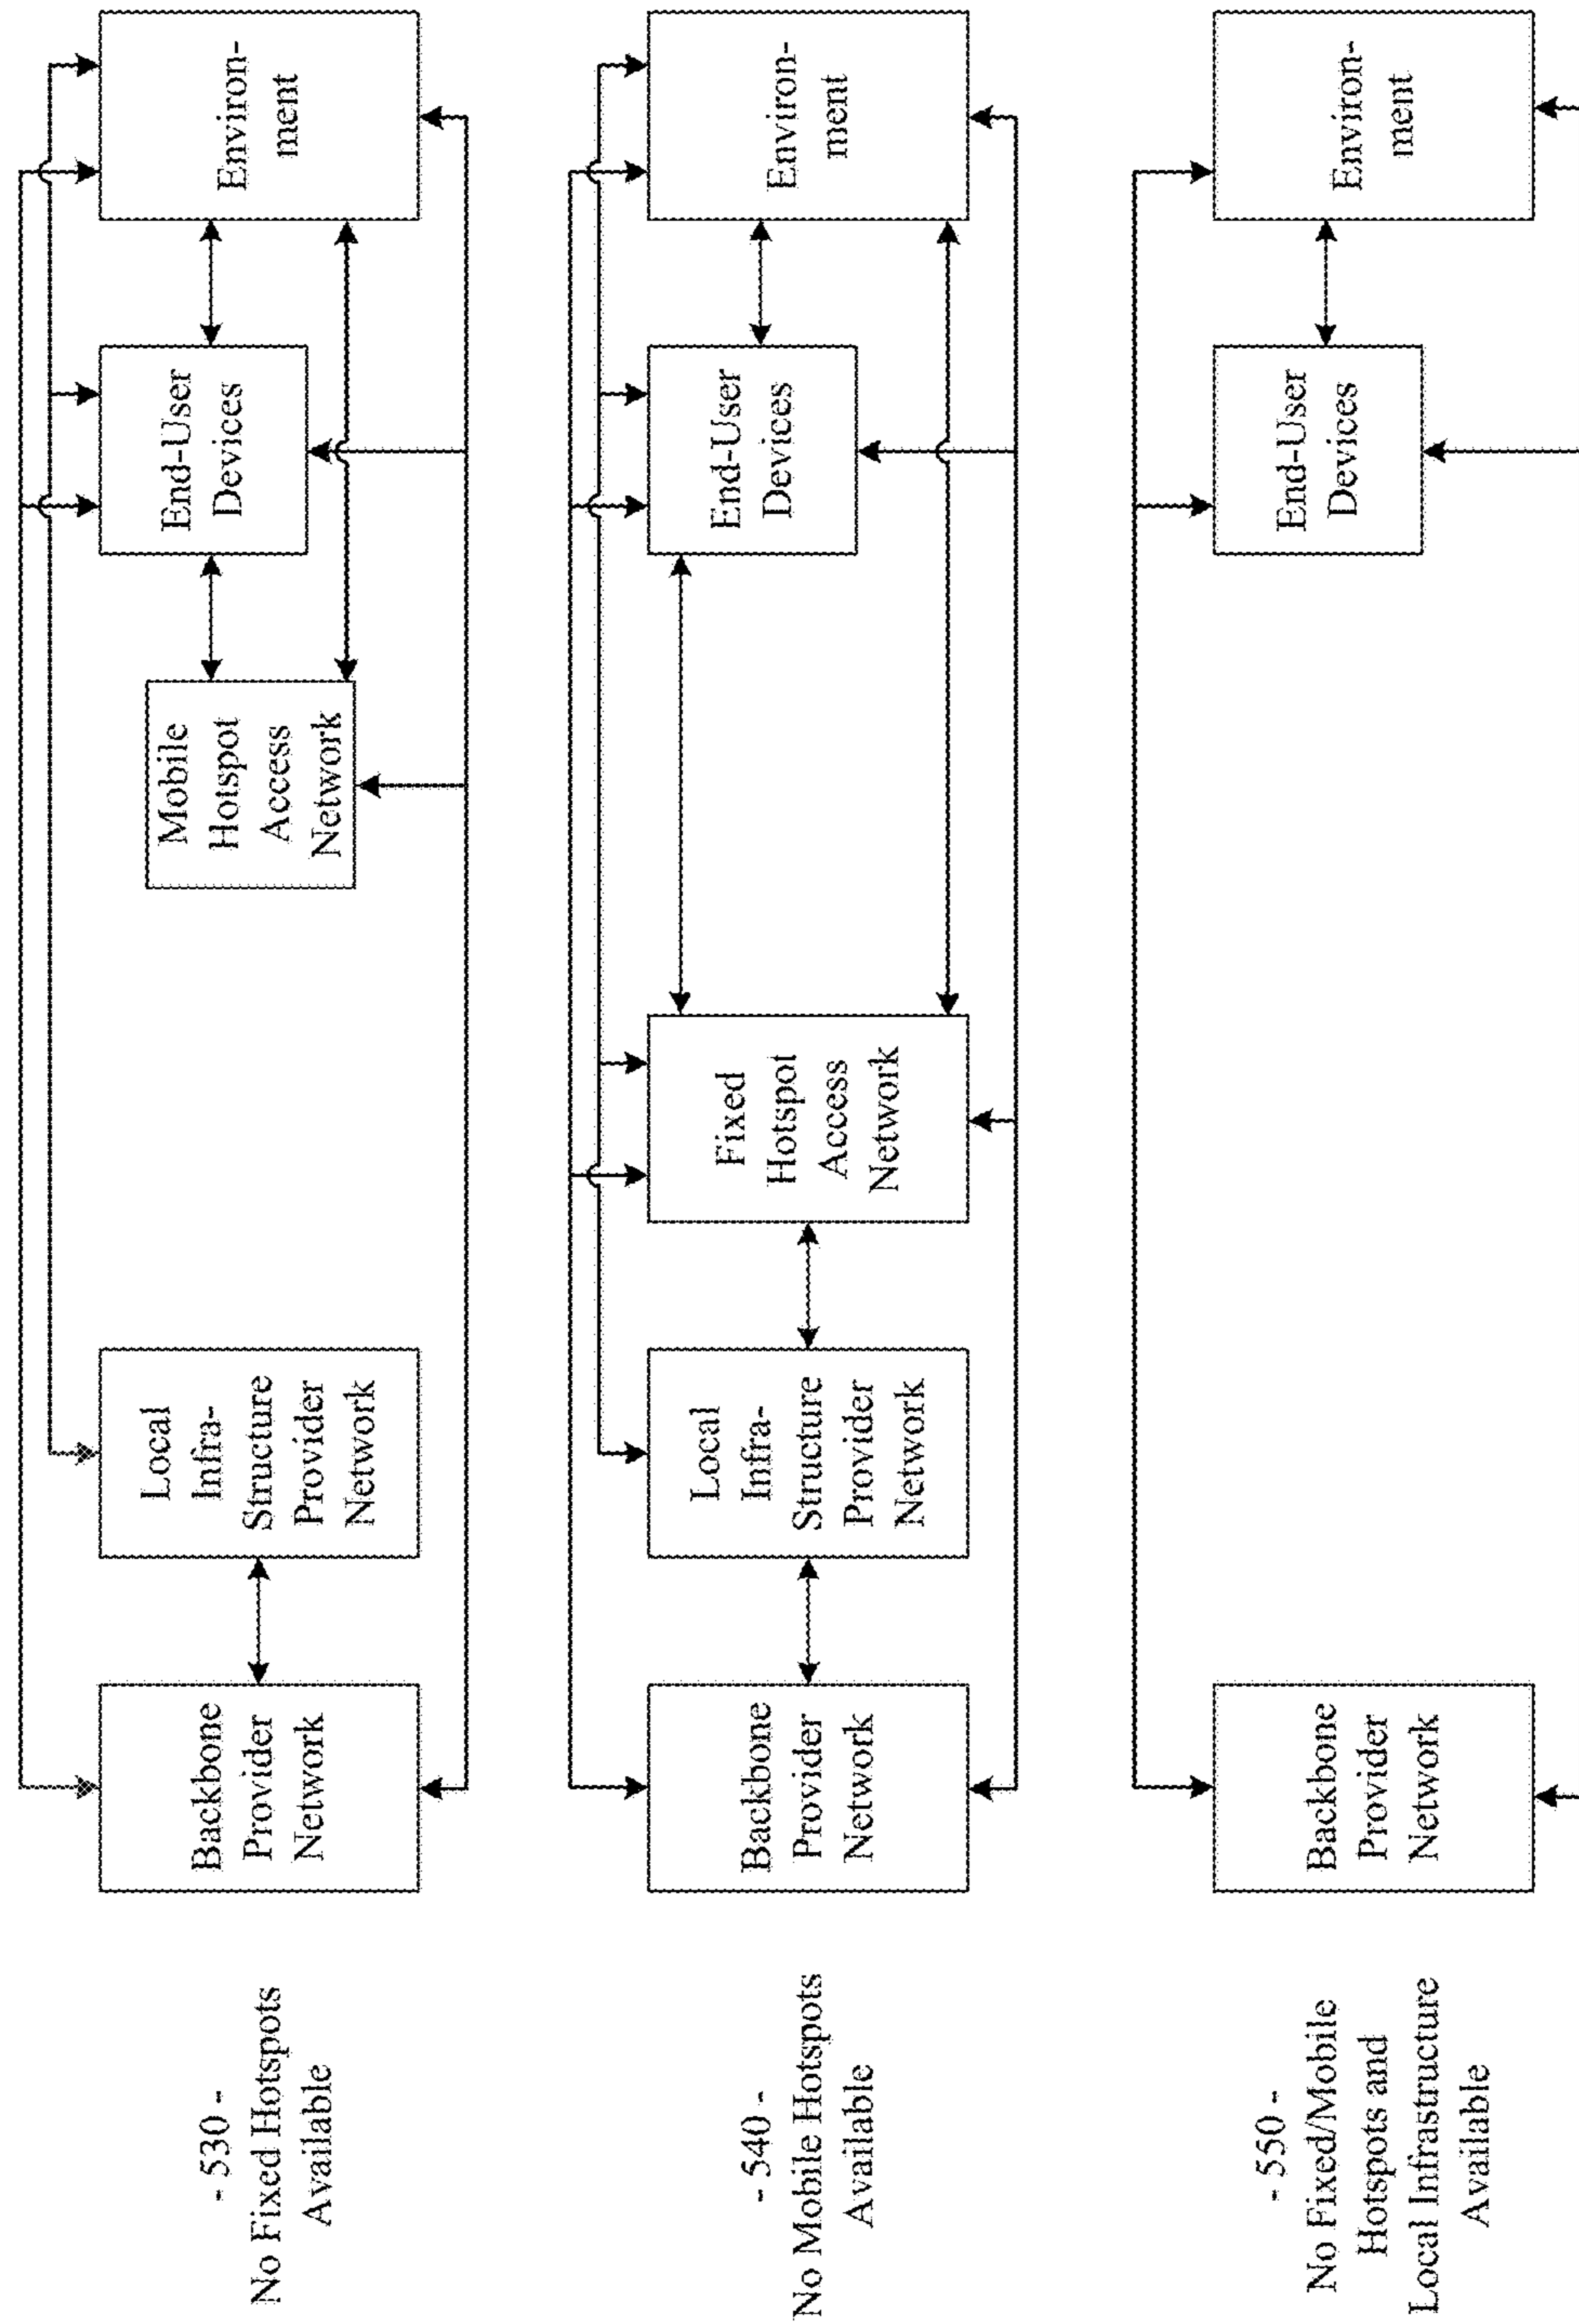 - 530 -
No Fixed Hotspots
Available
Backbone
Provider
Network
Local
Infra-
Structure
Provider
Network
Mobile
Hotspot
Access
Network
End-User
Devices
Environ-
ment
- 540 -
No Mobile Hotspots
Available
Backbone
Provider
Network
Local
Infra-
Structure
Provider
Network
Fixed
Hotspot
Access
Network
End-User
Devices
Environ-
ment
- 550 -
No Fixed/Mobile
Hotspots and
Local Infrastructure
Available
Backbone
Provider
Network
End-User
Devices
Environ-
ment